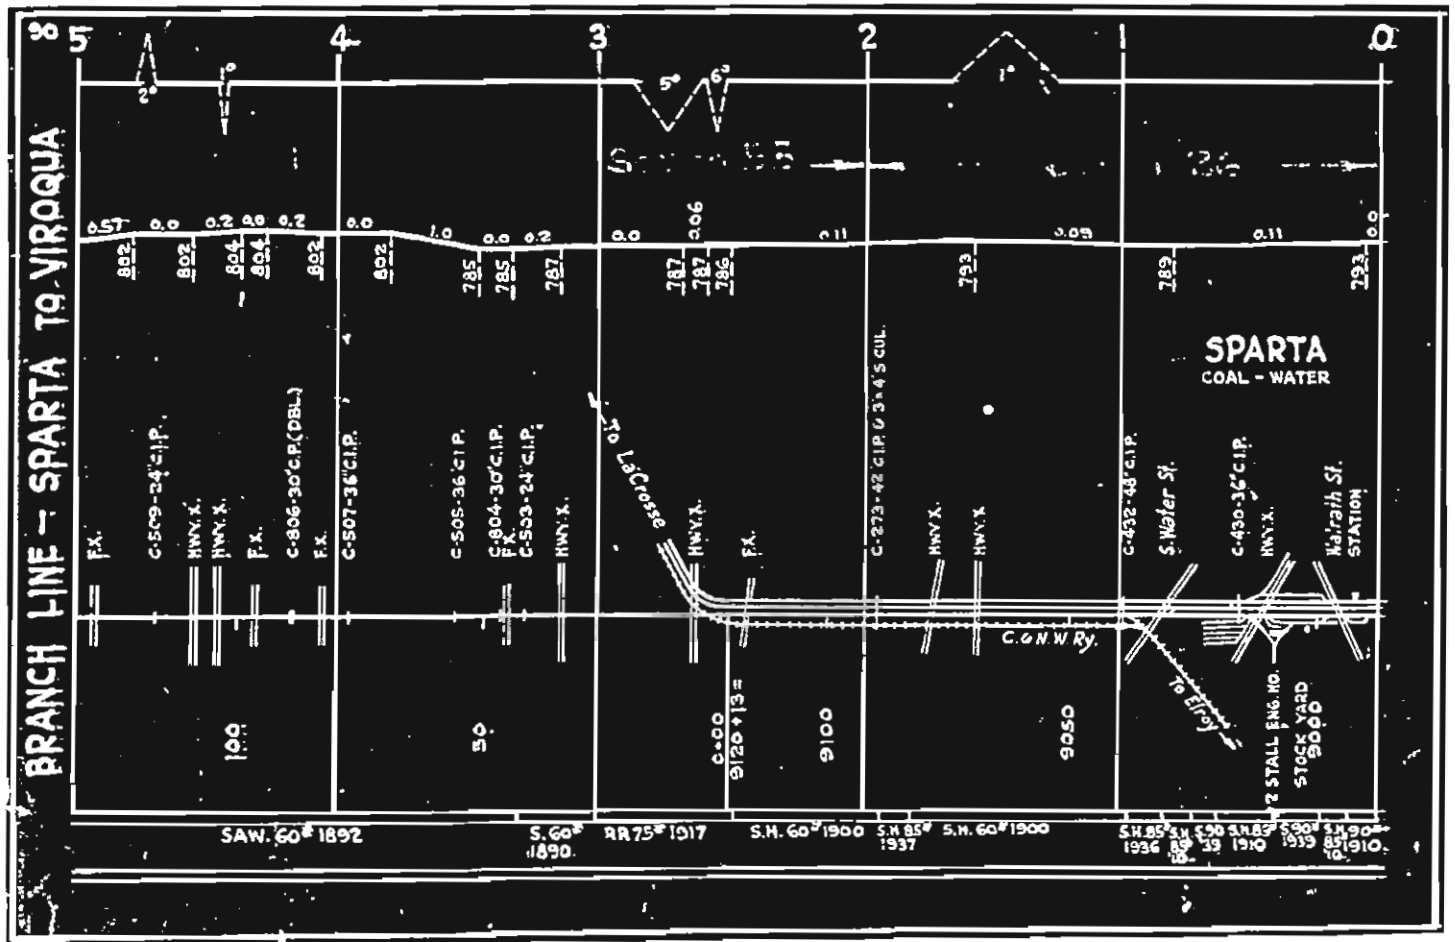 90
5 4 3 2 1 0
2° 1° 5° 6° 1°
BRANCH LINE - SPARTA TO VIROQUA
0.57 0.0 0.2 0.0 0.2 0.0 1.0 0.0 0.2 0.0 0.06 0.11 0.09 0.11 0.0
802 802 804 804 802 802 785 785 787 787 787 786 793 789 793
SPARTA
COAL - WATER
To LaCrosse
F.X.
C-509-24"C.I.P.
HWY.X.
HWY.X.
F.X.
C-806-30"C.P.(DBL.)
F.X.
C-507-36"C.I.P.
C-505-36"C.I.P.
C-804-30"C.I.P.
F.X.
C-503-24"C.I.P.
HWY.X.
HWY.X.
F.X.
C-273-42"C.I.P. & 3'x4'S CUL.
HWY.X.
HWY.X
C-432-48"C.I.P.
S. Water St.
C-430-36"C.I.P.
HWY.X.
St.
STATION
C.&N.W.Ry.
To Elroy
100
50
0+00
9120+13=
9100
9050
2 STALL ENG. HO.
STOCK YARD
9000
SAW. 60# 1892
S. 60# 1890
RR 75# 1917
S.H. 60# 1900
S.H. 85# 1937
S.H. 60# 1900
S.H. 85# 1936
S.H. 85#
S.90 39
S.H. 85# 1910
S.90# 1939
S.H. 85
90# 1910